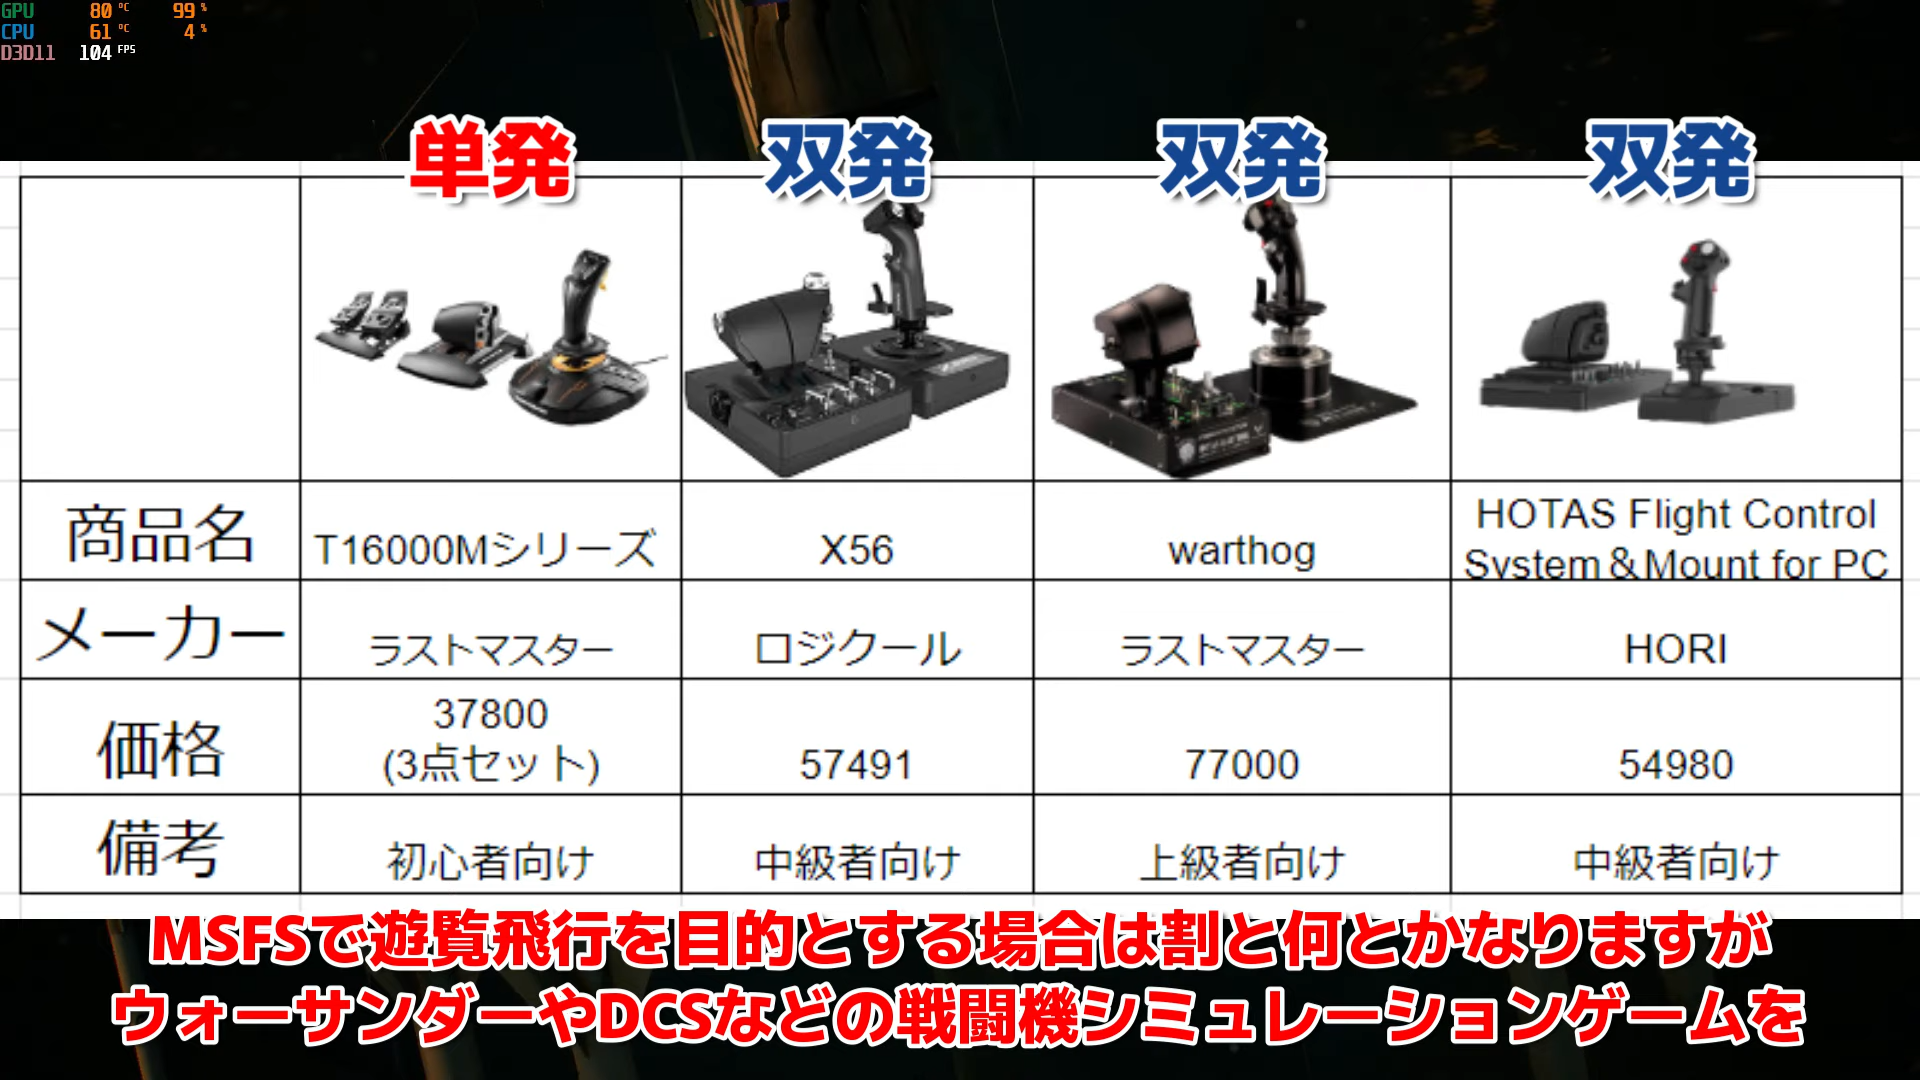 GPU 80 °C 99 %
CPU 61 °C 4 %
D3D11 104 FPS
単発 双発 双発 双発
商品名 T16000Mシリーズ X56 warthog HOTAS Flight Control
System＆Mount for PC
メーカー ラストマスター ロジクール ラストマスター HORI
価格 37800
(3点セット) 57491 77000 54980
備考 初心者向け 中級者向け 上級者向け 中級者向け
MSFSで遊覧飛行を目的とする場合は割と何とかなりますが
ウォーサンダーやDCSなどの戦闘機シミュレーションゲームを